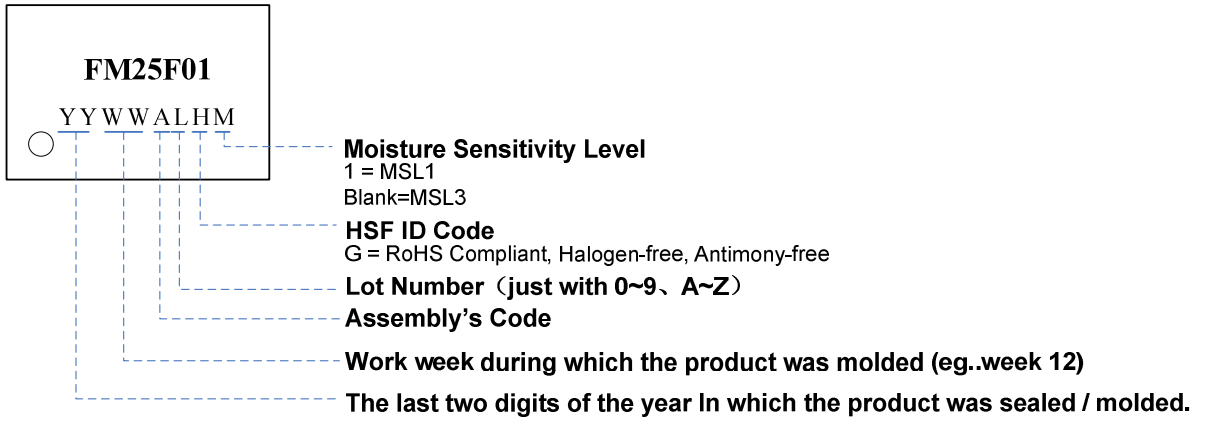 FM25F01
YYWWALHM
Moisture Sensitivity Level
1 = MSL1
Blank=MSL3
HSF ID Code
G = RoHS Compliant, Halogen-free, Antimony-free
Lot Number（just with 0~9、A~Z）
Assembly’s Code
Work week during which the product was molded (eg..week 12)
The last two digits of the year In which the product was sealed / molded.